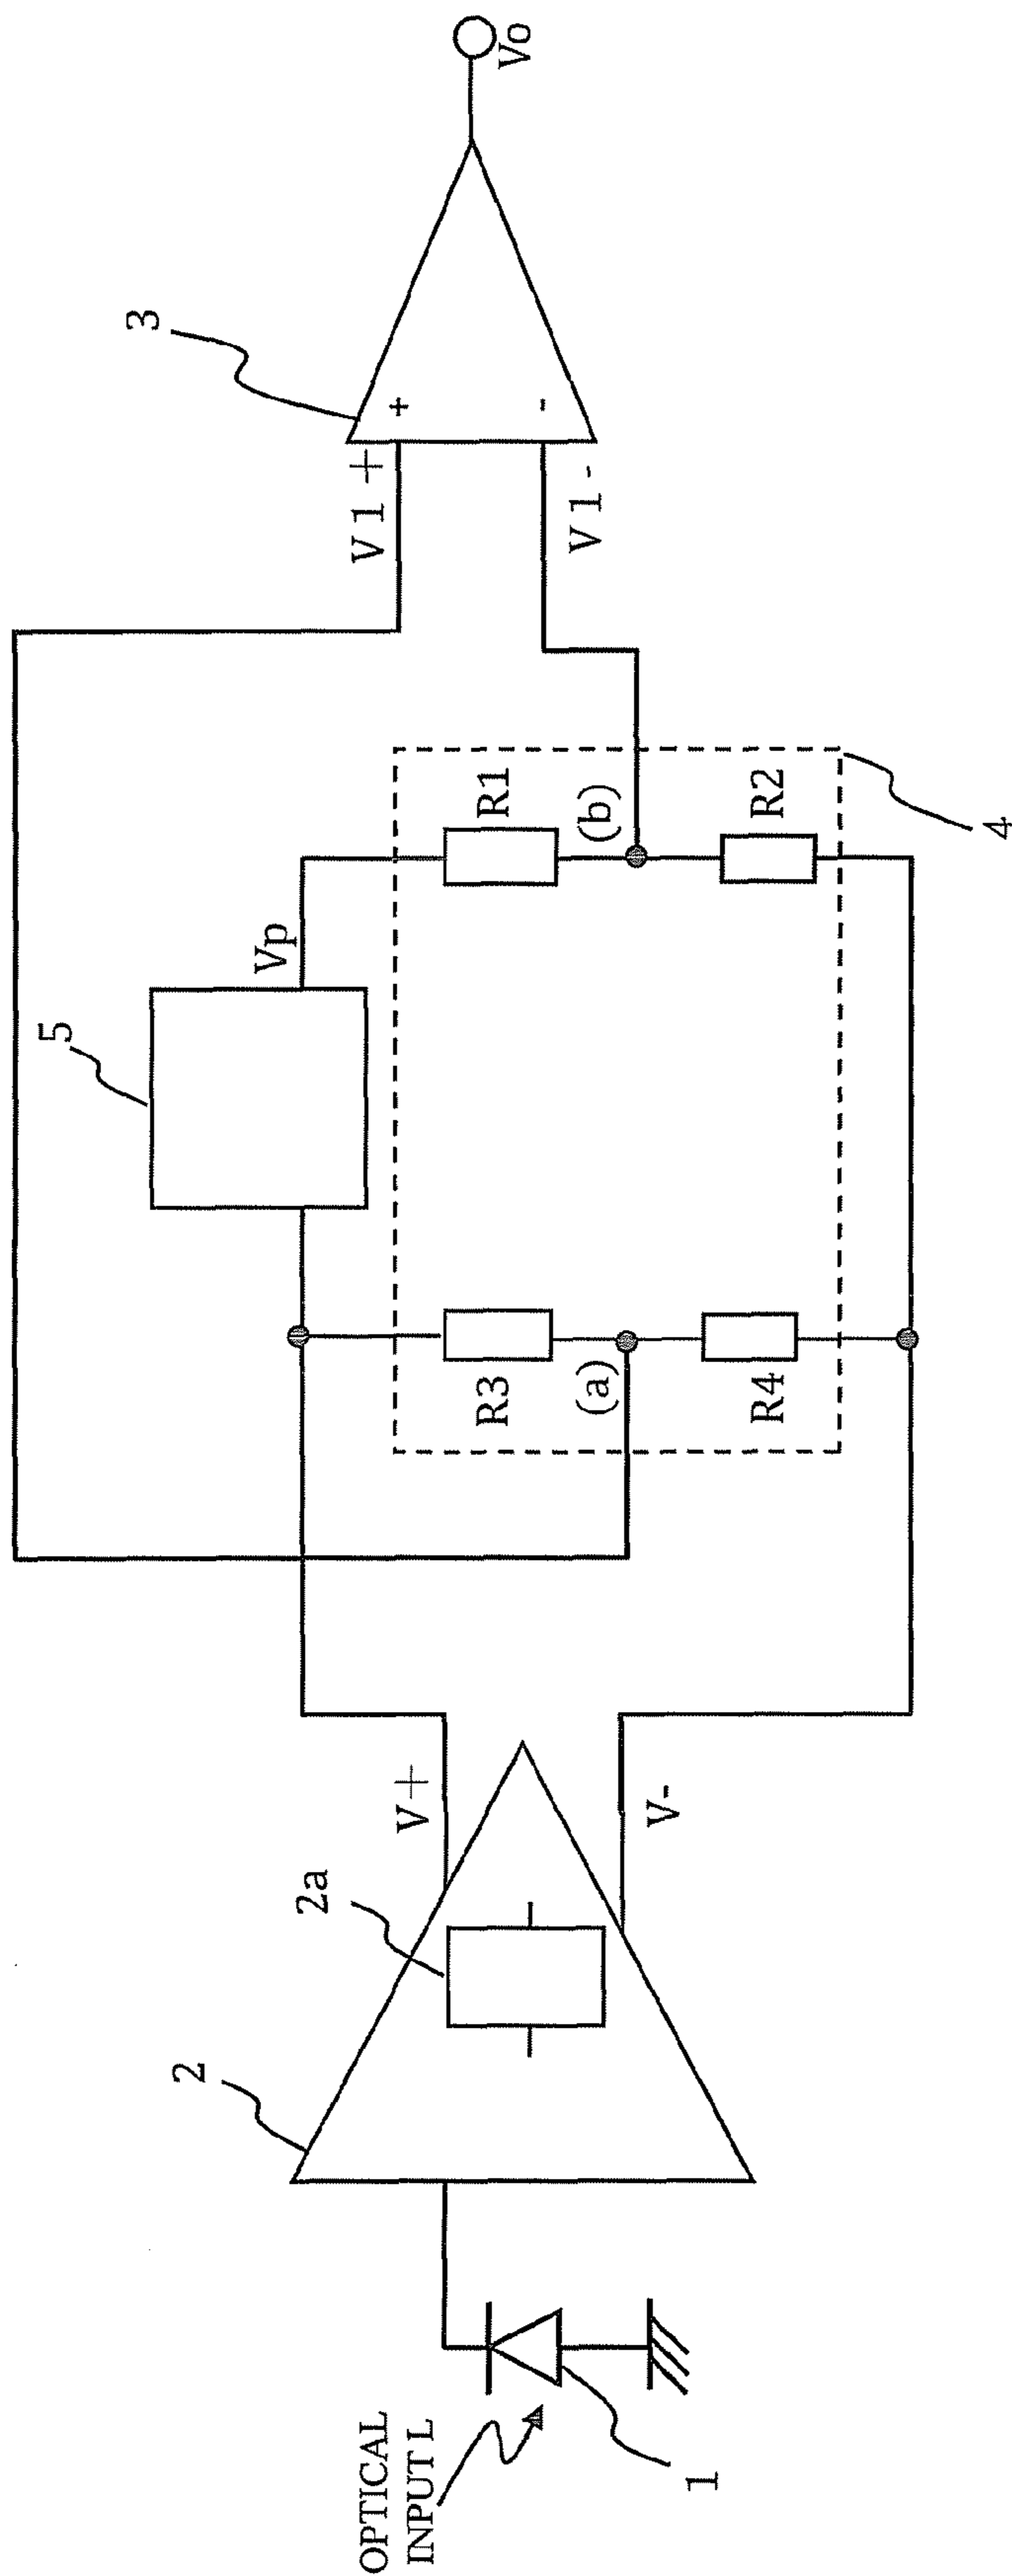 OPTICAL
INPUT L
1
2
2a
V+
V-
5
Vp
R3
(a)
R4
R1
(b)
R2
4
V1+
V1-
3
+
-
Vo